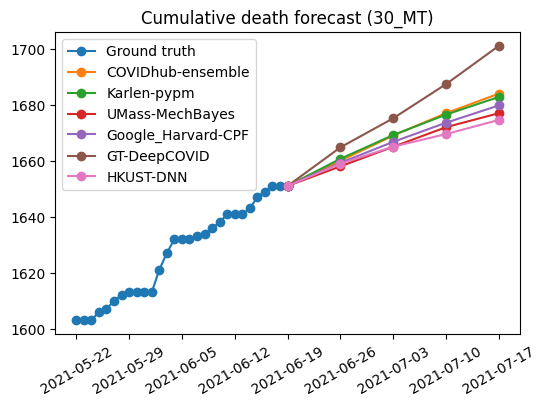 Cumulative death forecast (30_MT)
Ground truth
COVIDhub-ensemble
Karlen-pypm
UMass-MechBayes
Google_Harvard-CPF
GT-DeepCOVID
HKUST-DNN
1700
1680
1660
1640
1620
1600
2021-05-22
2021-05-29
2021-06-05
2021-06-12
2021-06-19
2021-06-26
2021-07-03
2021-07-10
2021-07-17